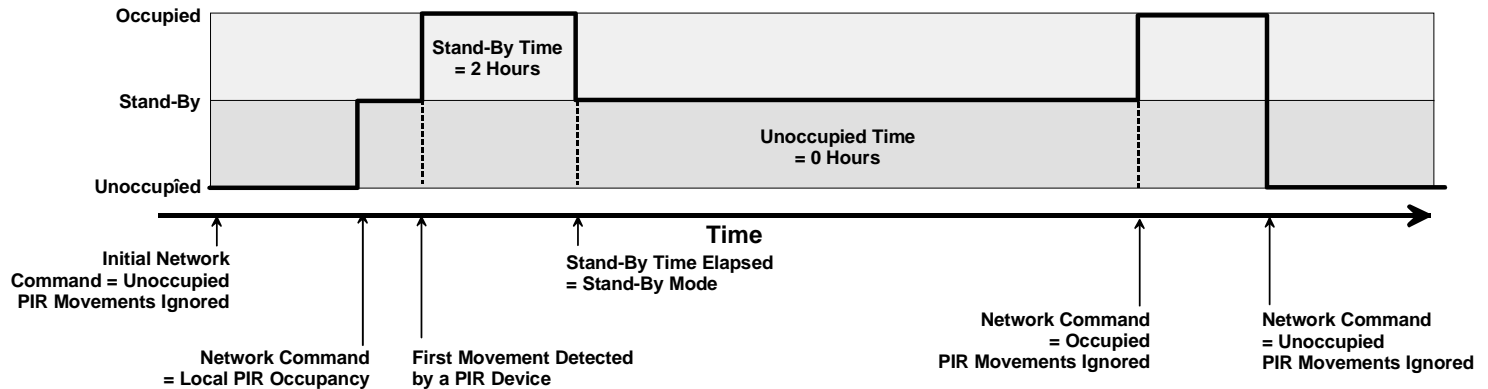 Occupied
Stand-By Time
= 2 Hours
Stand-By
Unoccupied Time
= 0 Hours
Unoccupîed
Time
Initial Network
Command = Unoccupied
PIR Movements Ignored
Stand-By Time Elapsed
= Stand-By Mode
Network Command
= Local PIR Occupancy
First Movement Detected
by a PIR Device
Network Command
= Occupied
PIR Movements Ignored
Network Command
= Unoccupied
PIR Movements Ignored